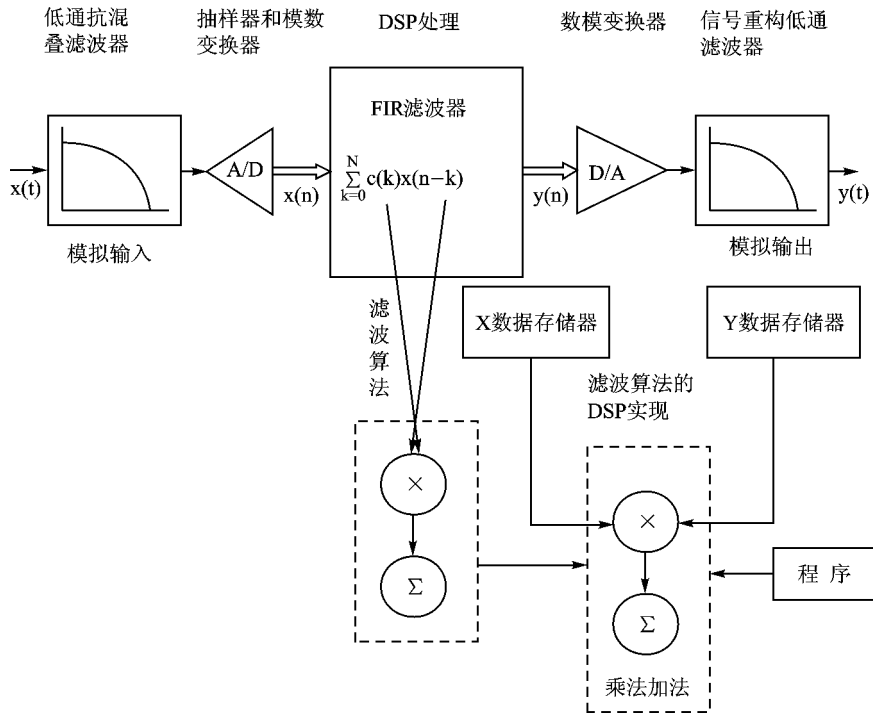 低通抗混
叠滤波器
抽样器和模数
变换器
DSP处理
数模变换器
信号重构低通
滤波器
FIR滤波器
x(t)
A/D
x(n)
N
∑ c(k)x(n−k)
k=0
y(n)
D/A
y(t)
模拟输入
模拟输出
滤
波
算
法
X数据存储器
Y数据存储器
滤波算法的
DSP实现
×
Σ
×
Σ
程 序
乘法加法